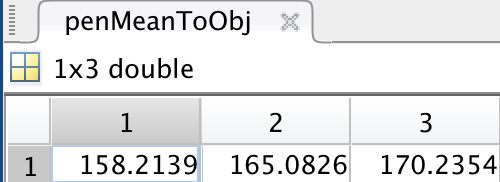 penMeanToObj
1x3 double
1 2 3
1 158.2139 165.0826 170.2354